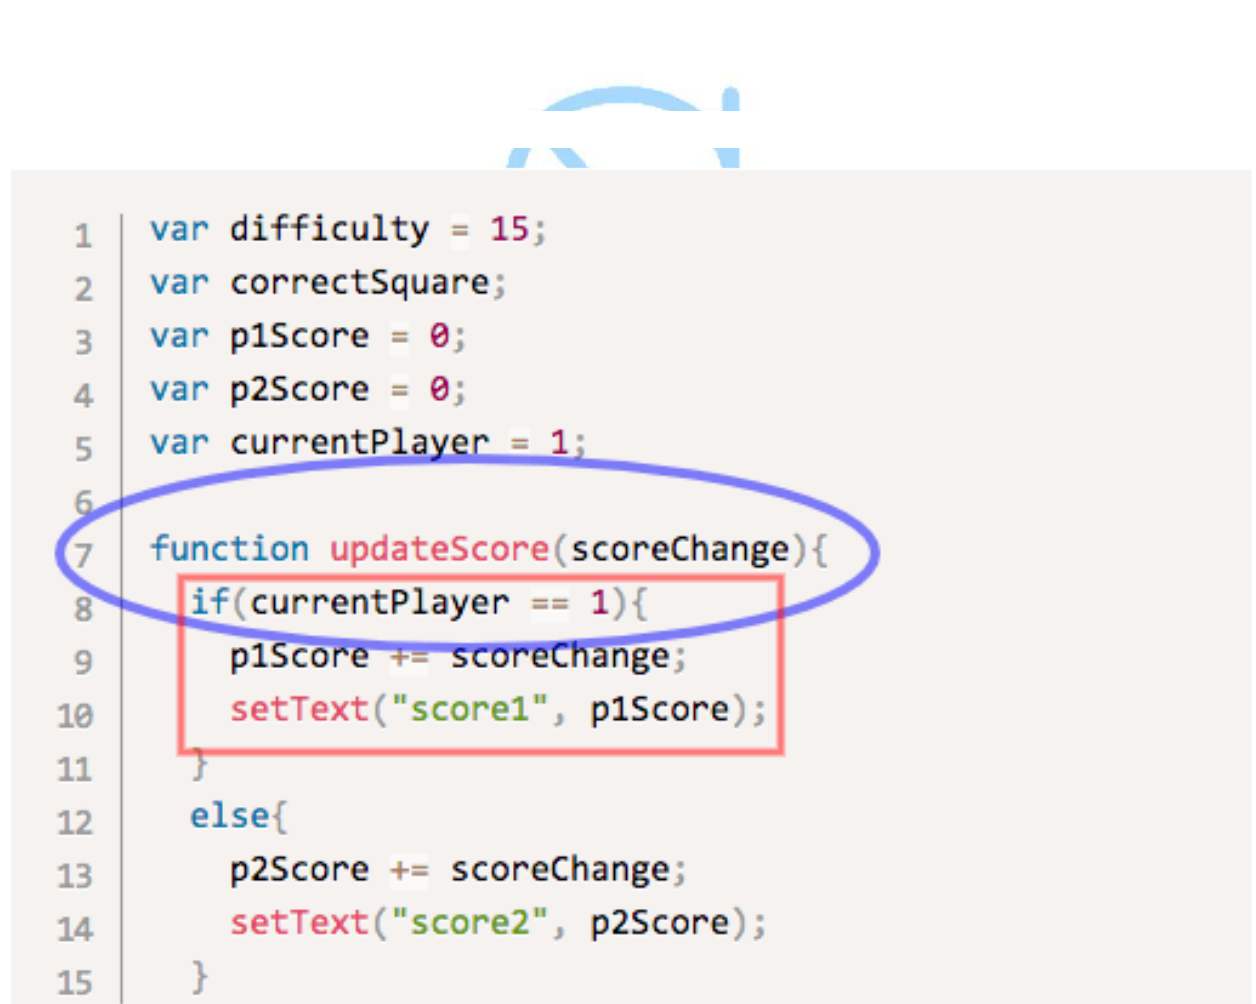 1 var difficulty = 15;
2 var correctSquare;
3 var p1Score = 0;
4 var p2Score = 0;
5 var currentPlayer = 1;
6
7 function updateScore(scoreChange){
8 if(currentPlayer == 1){
9 p1Score += scoreChange;
10 setText("score1", p1Score);
11 }
12 else{
13 p2Score += scoreChange;
14 setText("score2", p2Score);
15 }